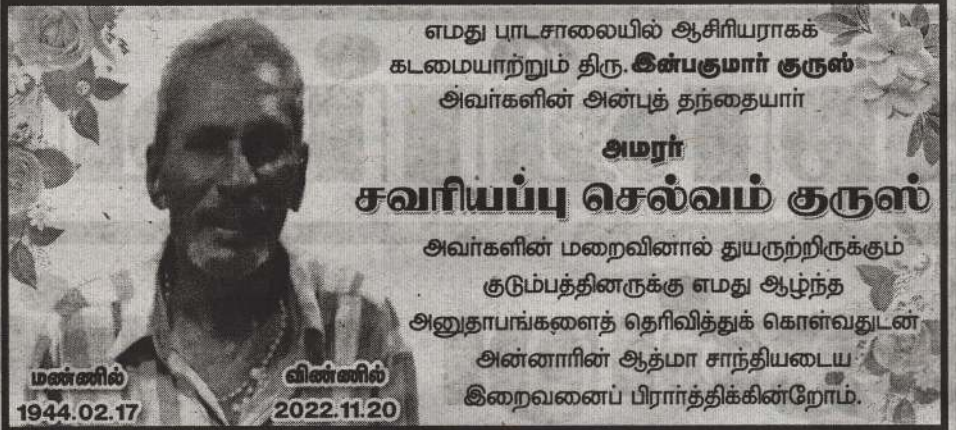 எமது பாடசாலையில் ஆசிரியராகக்
கடமையாற்றும் திரு.இன்பகுமார் குருஸ்
அவர்களின் அன்புத் தந்தையார்
அமரர்
சவரியப்பு செல்வம் குருஸ்
அவர்களின் மறைவினால் துயருற்றிருக்கும்
குடும்பத்தினருக்கு எமது ஆழ்ந்த
அனுதாபங்களைத் தெரிவித்துக் கொள்வதுடன்
அன்னாரின் ஆத்மா சாந்தியடைய
இறைவனைப் பிரார்த்திக்கின்றோம்.
மண்ணில்
1944.02.17
விண்ணில்
2022.11.20